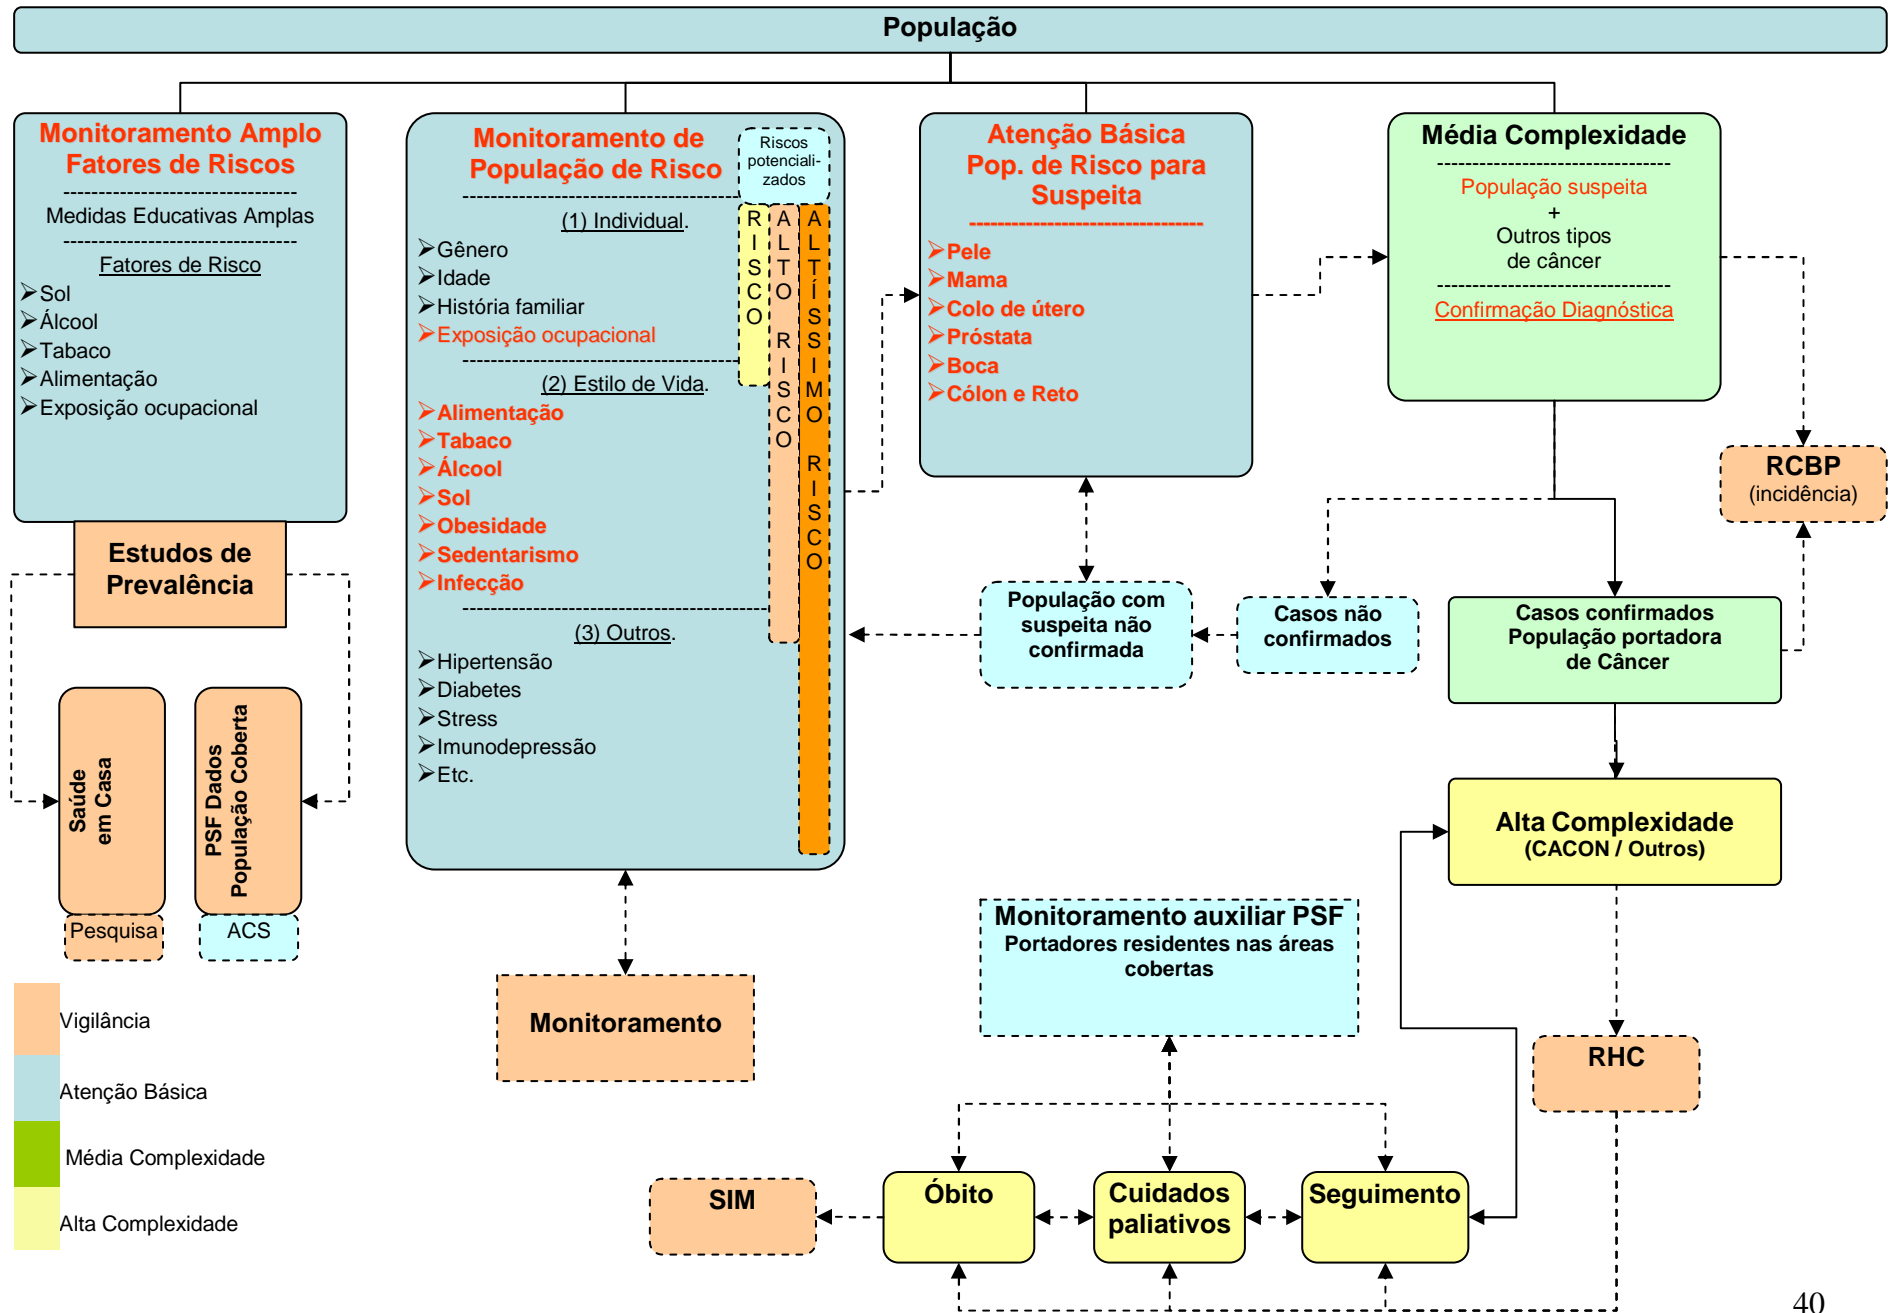 População
Monitoramento Amplo
Fatores de Riscos
Medidas Educativas Amplas
Fatores de Risco
➢Sol
➢Álcool
➢Tabaco
➢Alimentação
➢Exposição ocupacional
Estudos de
Prevalência
Saúde
em Casa
Pesquisa
PSF Dados
População Coberta
ACS
Vigilância
Atenção Básica
Média Complexidade
Alta Complexidade
Monitoramento de
População de Risco
(1) Individual.
➢Gênero
➢Idade
➢História familiar
➢Exposição ocupacional
(2) Estilo de Vida.
➢Alimentação
➢Tabaco
➢Álcool
➢Sol
➢Obesidade
➢Sedentarismo
➢Infecção
(3) Outros.
➢Hipertensão
➢Diabetes
➢Stress
➢Imunodepressão
➢Etc.
Riscos
potenciali-
zados
RISCO
ALTO RISCO
ALTÍSSIMO RISCO
Monitoramento
Atenção Básica
Pop. de Risco para
Suspeita
➢Pele
➢Mama
➢Colo de útero
➢Próstata
➢Boca
➢Cólon e Reto
População com
suspeita não
confirmada
Casos não
confirmados
Média Complexidade
População suspeita
+
Outros tipos
de câncer
Confirmação Diagnóstica
RCBP
(incidência)
Casos confirmados
População portadora
de Câncer
Alta Complexidade
(CACON / Outros)
RHC
Monitoramento auxiliar PSF
Portadores residentes nas áreas
cobertas
SIM
Óbito
Cuidados
paliativos
Seguimento
40